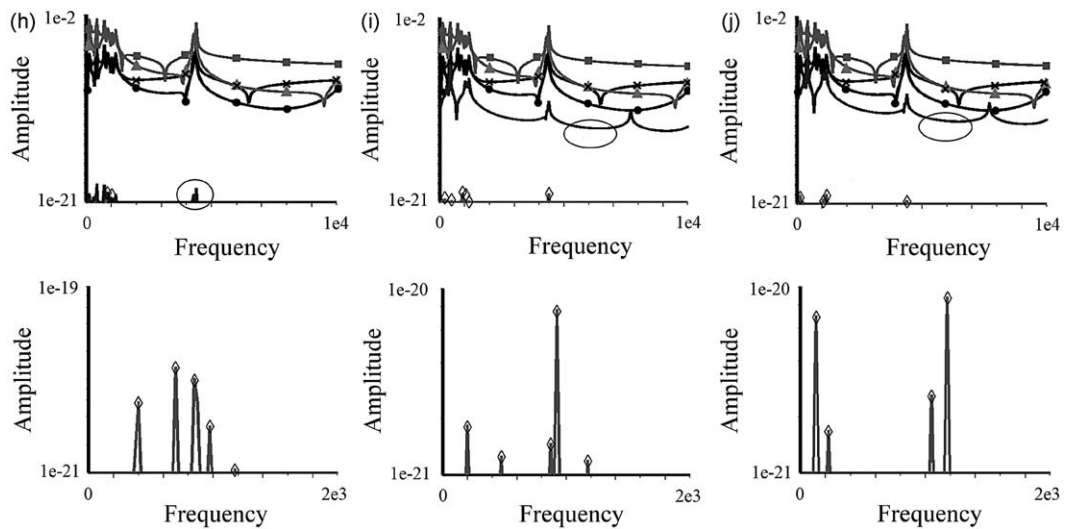 (h)
1e-2
Amplitude
1e-21
0
1e4
Frequency
(i)
1e-2
Amplitude
1e-21
0
1e4
Frequency
(j)
1e-2
Amplitude
1e-21
0
1e4
Frequency
1e-19
Amplitude
1e-21
0
2e3
Frequency
1e-20
Amplitude
1e-21
0
2e3
Frequency
1e-20
Amplitude
1e-21
0
2e3
Frequency